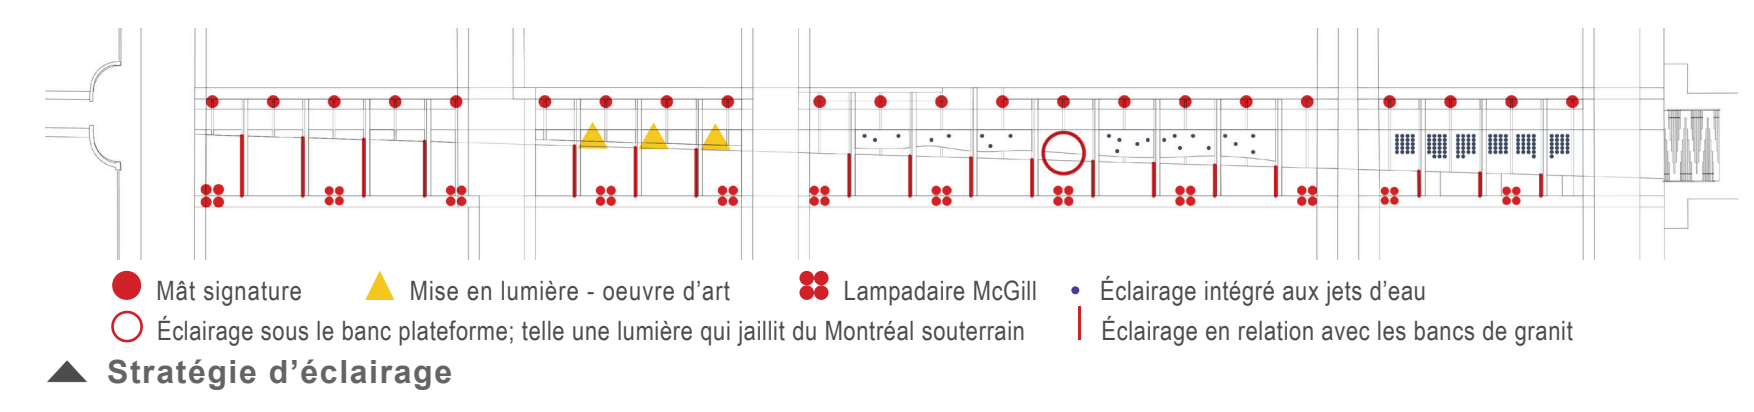 Mât signature Mise en lumière - oeuvre d’art Lampadaire McGill Éclairage intégré aux jets d’eau
Éclairage sous le banc plateforme; telle une lumière qui jaillit du Montréal souterrain Éclairage en relation avec les bancs de granit
Stratégie d’éclairage